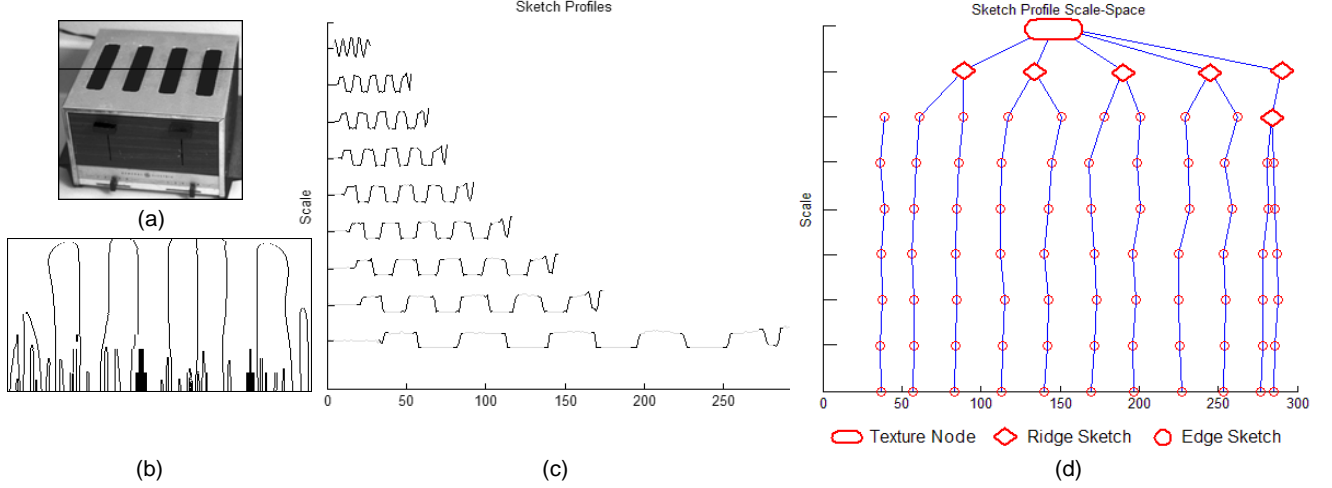 Sketch Profiles
Scale
0 50 100 150 200 250
Sketch Profile Scale-Space
Scale
0 50 100 150 200 250 300
Texture Node Ridge Sketch Edge Sketch
(a)
(b)
(c)
(d)